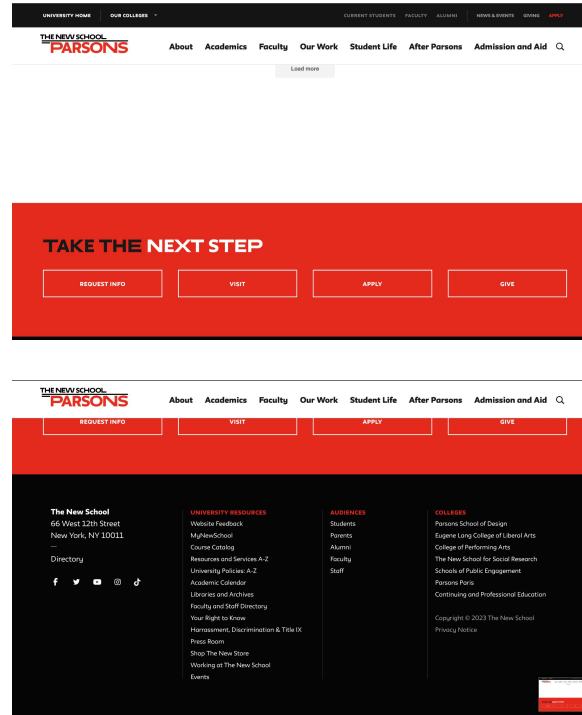 UNIVERSITY HOME OUR COLLEGES CURRENT STUDENTS FACULTY ALUMNI NEWS & EVENTS GIVING APPLY
THE NEW SCHOOL
PARSONS
About Academics Faculty Our Work Student Life After Parsons Admission and Aid
Load more
TAKE THE NEXT STEP
REQUEST INFO VISIT APPLY GIVE
THE NEW SCHOOL
PARSONS
About Academics Faculty Our Work Student Life After Parsons Admission and Aid
REQUEST INFO VISIT APPLY GIVE
The New School
66 West 12th Street
New York, NY 10011
—
Directory
UNIVERSITY RESOURCES
Website Feedback
MyNewSchool
Course Catalog
Resources and Services A-Z
University Policies: A-Z
Academic Calendar
Libraries and Archives
Faculty and Staff Directory
Your Right to Know
Harrassment, Discrimination & Title IX
Press Room
Shop The New Store
Working at The New School
Events
AUDIENCES
Students
Parents
Alumni
Faculty
Staff
COLLEGES
Parsons School of Design
Eugene Lang College of Liberal Arts
College of Performing Arts
The New School for Social Research
Schools of Public Engagement
Parsons Paris
Continuing and Professional Education
Copyright © 2023 The New School
Privacy Notice